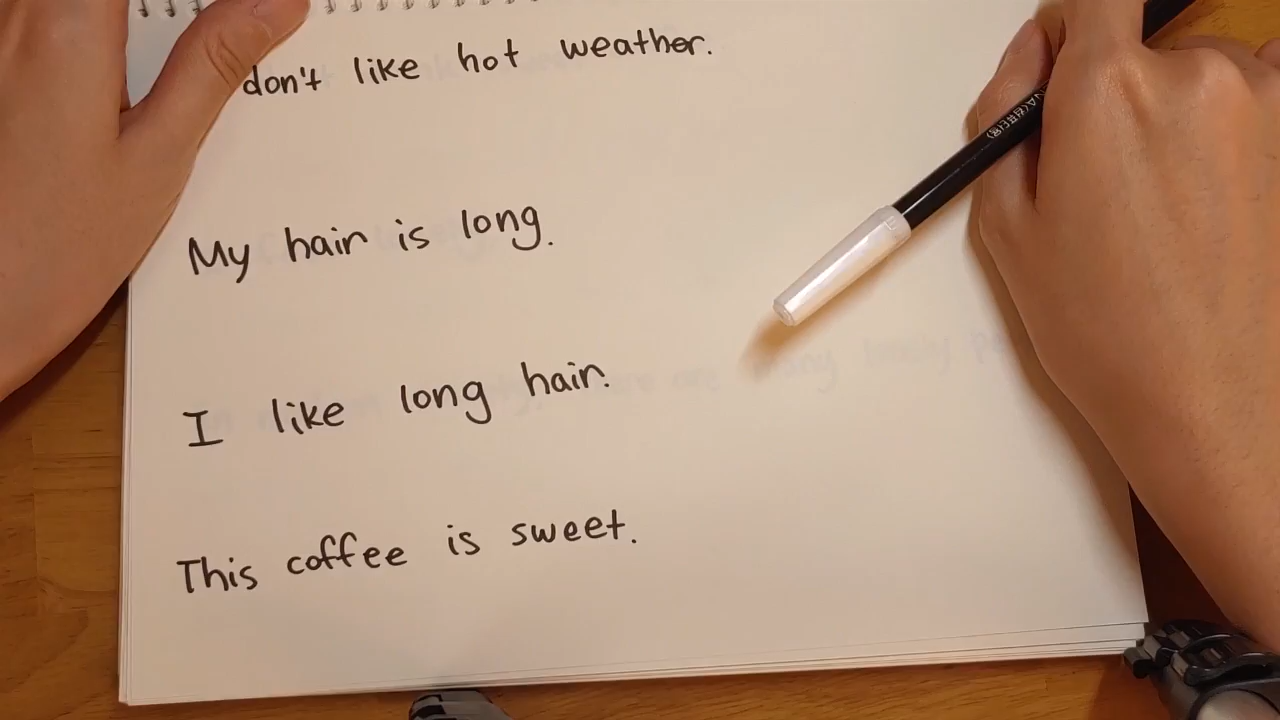 don't like hot weather.
My hair is long.
I like long hair.
This coffee is sweet.